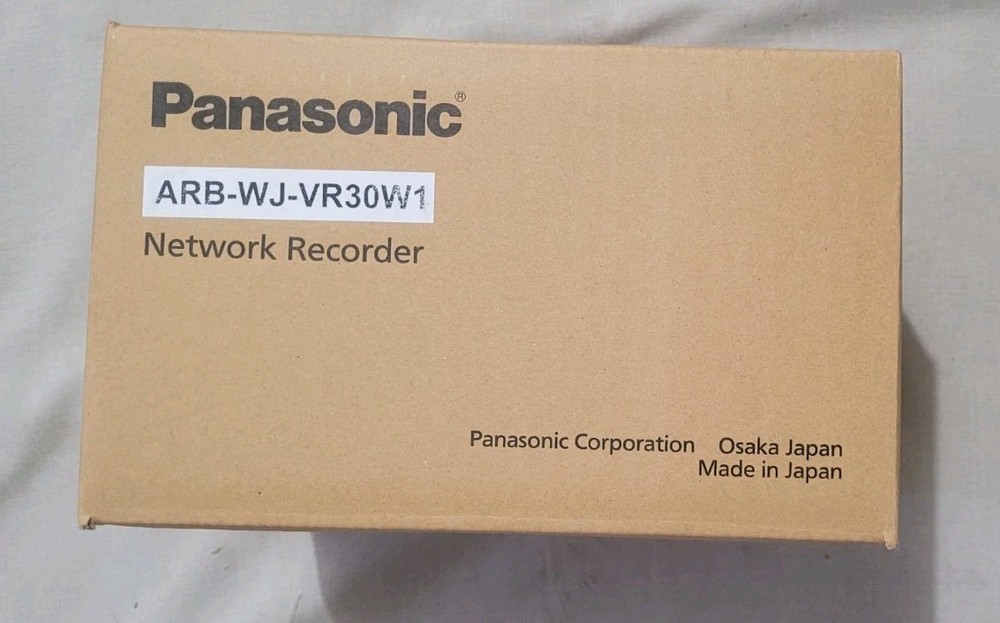 Panasonic®
ARB-WJ-VR30W1
Network Recorder
Panasonic Corporation Osaka Japan
Made in Japan